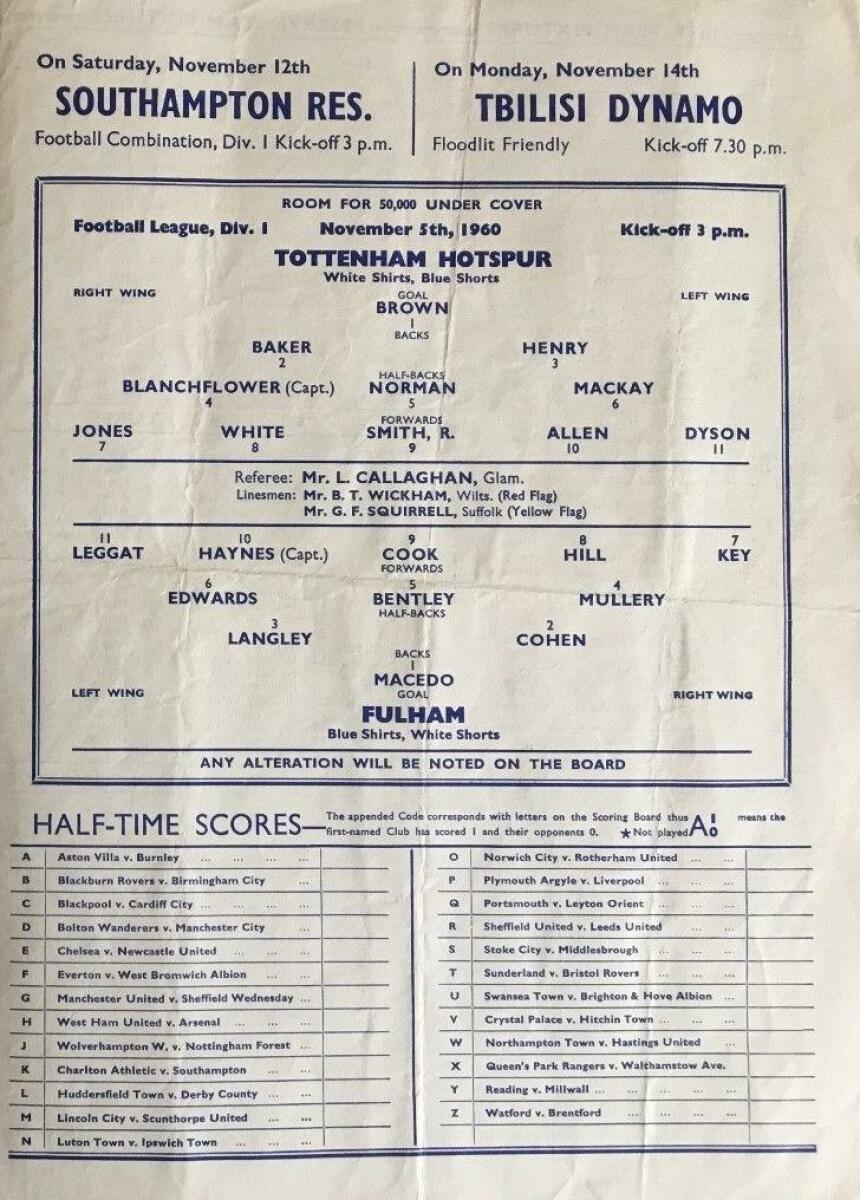 On Saturday, November 12th
SOUTHAMPTON RES.
Football Combination, Div. I Kick-off 3 p.m.
On Monday, November 14th
TBILISI DYNAMO
Floodlit Friendly Kick-off 7.30 p.m.
ROOM FOR 50,000 UNDER COVER
Football League, Div. I November 5th, 1960 Kick-off 3 p.m.
TOTTENHAM HOTSPUR
White Shirts, Blue Shorts
RIGHT WING GOAL LEFT WING
BROWN
1
BACKS
BAKER HENRY
2 3
HALF-BACKS
BLANCHFLOWER (Capt.) NORMAN MACKAY
4 5 6
FORWARDS
JONES WHITE SMITH, R. ALLEN DYSON
7 8 9 10 11
Referee: Mr. L. CALLAGHAN, Glam.
Linesmen: Mr. B. T. WICKHAM, Wilts. (Red Flag)
Mr. G. F. SQUIRRELL, Suffolk (Yellow Flag)
11 10 9 8 7
LEGGAT HAYNES (Capt.) COOK HILL KEY
FORWARDS
6 5 4
EDWARDS BENTLEY MULLERY
HALF-BACKS
3 2
LANGLEY COHEN
BACKS
1
MACEDO
LEFT WING GOAL RIGHT WING
FULHAM
Blue Shirts, White Shorts
ANY ALTERATION WILL BE NOTED ON THE BOARD
HALF-TIME SCORES—The appended Code corresponds with letters on the Scoring Board thus A 1 0 means the
first-named Club has scored 1 and their opponents 0. ★Not played
A Aston Villa v. Burnley ... ... ... ...
B Blackburn Rovers v. Birmingham City ...
C Blackpool v. Cardiff City ... ... ... ...
D Bolton Wanderers v. Manchester City ...
E Chelsea v. Newcastle United ... ... ...
F Everton v. West Bromwich Albion ... ...
G Manchester United v. Sheffield Wednesday ...
H West Ham United v. Arsenal ... ... ...
J Wolverhampton W. v. Nottingham Forest ...
K Charlton Athletic v. Southampton ... ...
L Huddersfield Town v. Derby County ... ...
M Lincoln City v. Scunthorpe United ... ...
N Luton Town v. Ipswich Town ... ... ...
O Norwich City v. Rotherham United ... ...
P Plymouth Argyle v. Liverpool ... ... ...
Q Portsmouth v. Leyton Orient ... ... ...
R Sheffield United v. Leeds United ... ...
S Stoke City v. Middlesbrough ... ... ...
T Sunderland v. Bristol Rovers ... ... ...
U Swansea Town v. Brighton & Hove Albion ...
V Crystal Palace v. Hitchin Town ... ... ...
W Northampton Town v. Hastings United ...
X Queen's Park Rangers v. Walthamstow Ave.
Y Reading v. Millwall ... ... ... ... ...
Z Watford v. Brentford ... ... ... ...